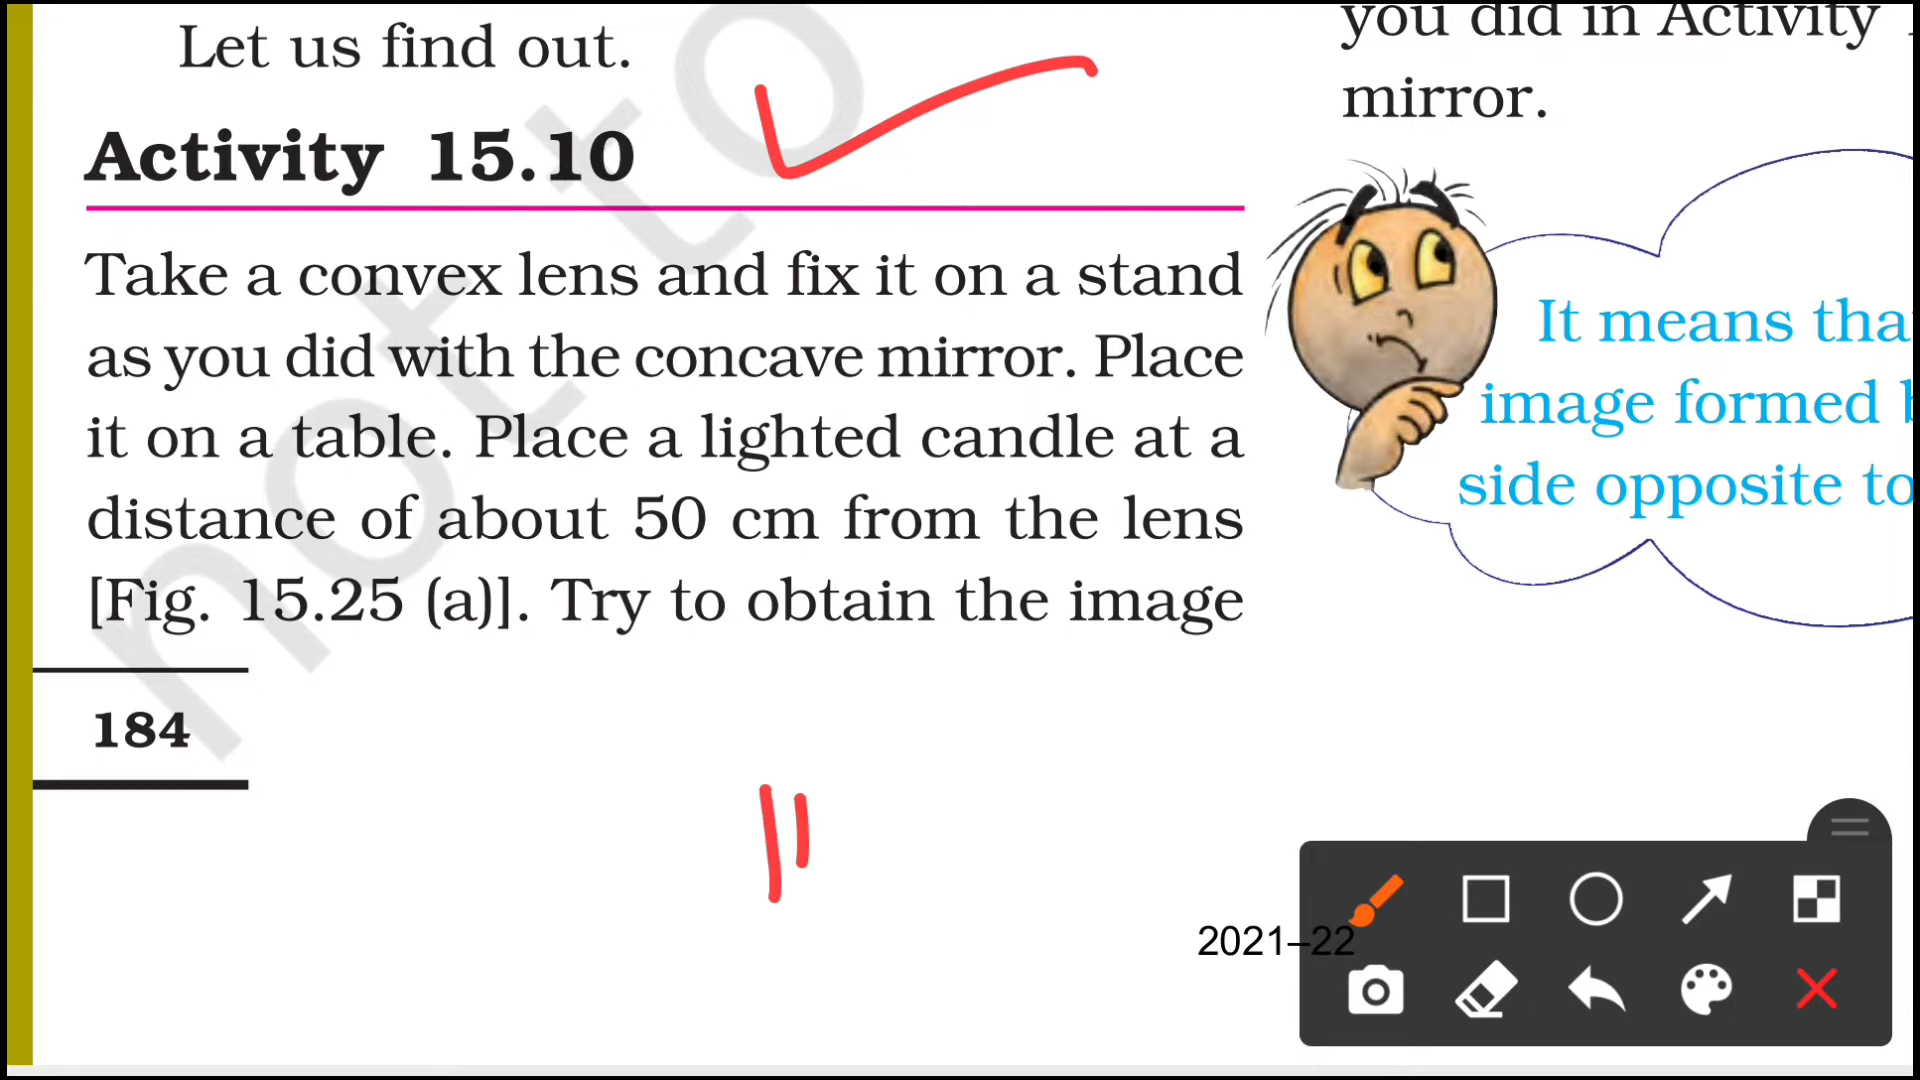 Let us find out.
Activity 15.10
Take a convex lens and fix it on a stand
as you did with the concave mirror. Place
it on a table. Place a lighted candle at a
distance of about 50 cm from the lens
[Fig. 15.25 (a)]. Try to obtain the image
184
not to
you did in Activity
mirror.
It means
image formed
side opposite to
2021–22